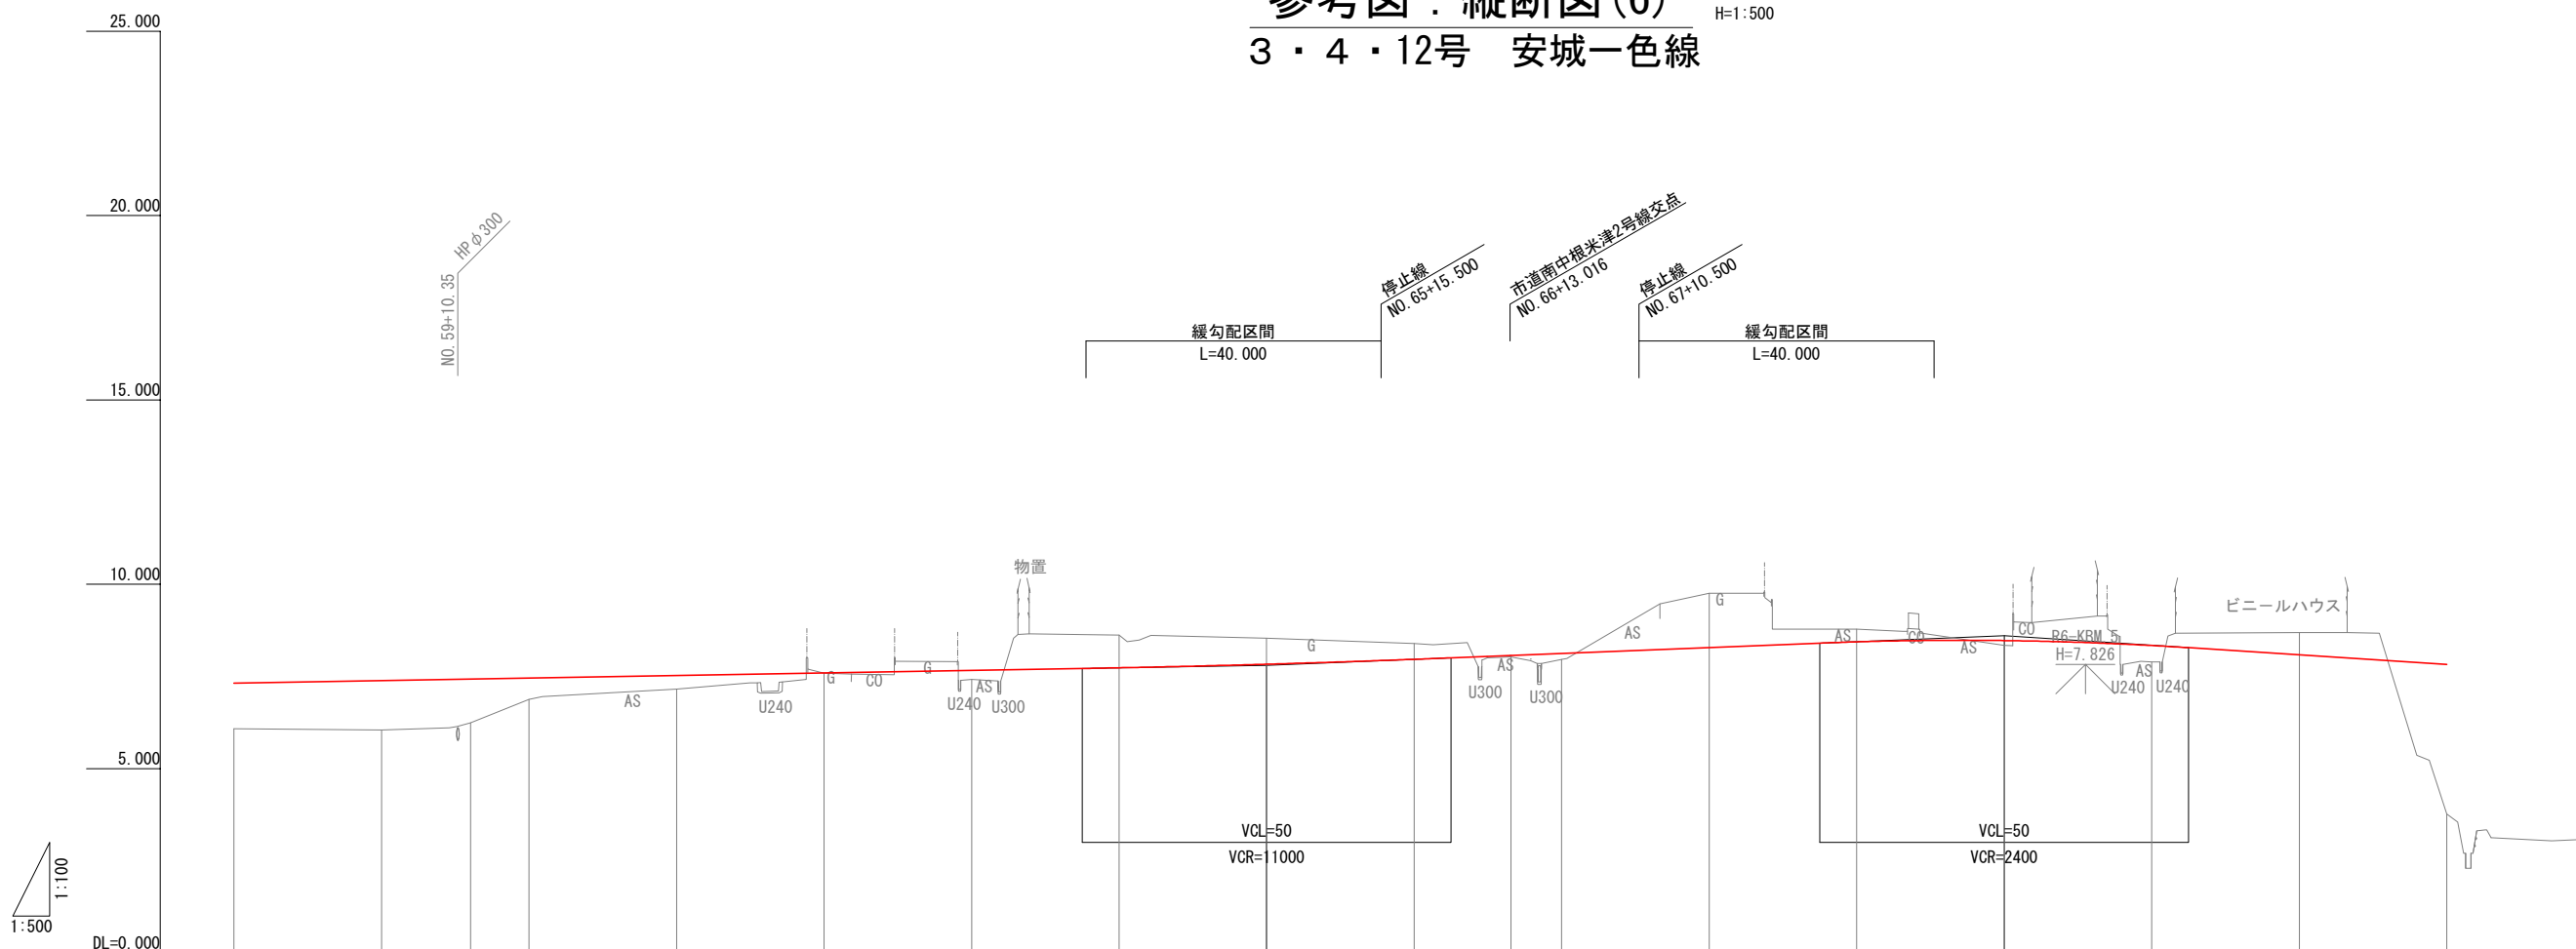 参考図：縦断図(6)
H=1:500
3・4・12号　安城一色線
25.000
20.000
15.000
10.000
5.000
DL=0.000
HPφ300
NO.59+10.35
停止線
NO.65+15.500
市道南中根米津2号線交点
NO.66+13.016
停止線
NO.67+10.500
緩勾配区間
L=40.000
緩勾配区間
L=40.000
物置
ビニールハウス
AS
U240
G
CO
G
U240
AS
U300
G
U300
AS
U300
AS
G
AS
CO
AS
CO
R6-KBM.5
H=7.826
U240
AS
U240
VCL=50
VCR=11000
VCL=50
VCR=2400
1:100
1:500